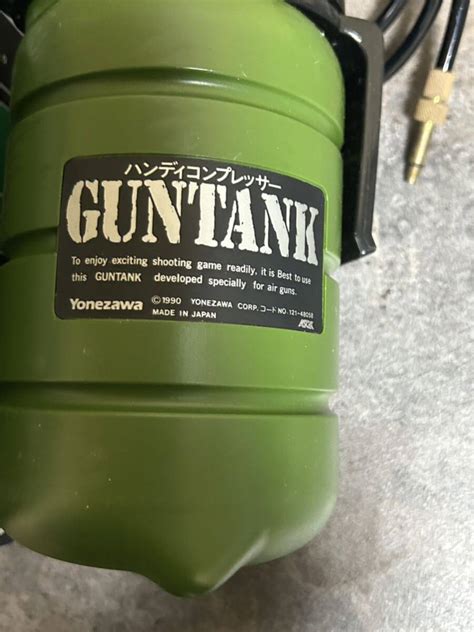 ハンディコンプレッサー
GUNTANK
To enjoy exciting shooting game readily, it is Best to use
this GUNTANK developed specially for air guns.
Yonezawa ©1990 YONEZAWA CORP. コード NO. 121-48058
MADE IN JAPAN ASGK